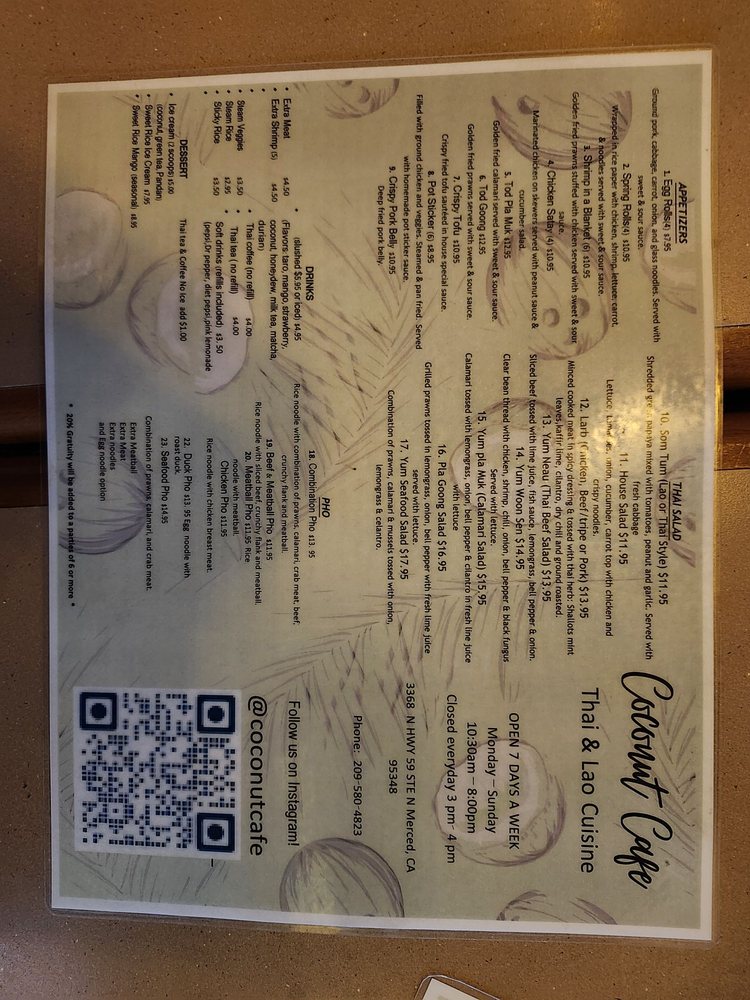 APPETIZERS
1. Egg Rolls(4) $7.95
Ground pork, cabbage, carrot, onion, and glass noodles. Served with
sweet & sour sauce.
2. Spring Rolls(4) $10.95
Wrapped in rice paper with chicken, shrimp, lettuce, carrot,
& noodles served with sweet & sour sauce.
3. Shrimp in a Blanket (6) $10.95
Golden fried prawns stuffed with chicken served with sweet & sour
sauce.
4. Chicken Satay (4) $10.95
Marinated chicken on skewers served with peanut sauce &
cucumber salad.
5. Tod Pla Muk $12.95
Golden fried calamari served with sweet & sour sauce.
6. Tod Goong $12.95
Golden fried prawns served with sweet & sour sauce.
7. Crispy Tofu $10.95
Crispy fried tofu sautéed in house special sauce.
8. Pot Sticker (6) $8.95
Filled with ground chicken and veggies. Steamed & pan fried. Served
with homemade pot sticker sauce.
9. Crispy Pork Belly $10.95
Deep fried pork belly.
• Extra Meat $4.50
• Extra Shrimp (5) $4.50
• Steam Veggies $3.50
• Steam Rice $2.95
• Sticky Rice $3.50
DESSERT
• Ice cream (2 scoops) $5.00
(coconut, green tea, Pandan)
• Sweet Rice Ice Cream $7.95
• Sweet Rice Mango (seasonal) $8.95
DRINKS
• (slushed $5.95 or iced) $4.95
(Flavors: taro, mango, strawberry,
coconut, honeydew, milk tea, matcha,
durian)
• Thai coffee (no refill) $4.00
• Thai tea ( no refill) $4.00
• Soft drinks (refills included) $3.50
(pepsi,Dr pepper, diet pepsi,pink lemonade
Thai tea & Coffee No Ice add $1.00
THAI SALAD
10. Som Tum (Lao or Thai Style) $11.95
Shredded green papaya mixed with tomatoes, peanut and garlic. Served with
fresh cabbage
11. House Salad $11.95
Lettuce, tomatoes, onion, cucumber, carrot top with chicken and
crispy noodles.
12. Larb (Chicken, Beef /tripe or Pork) $13.95
Minced cooked meat in spicy dressing & tossed with thai herb: Shallots mint
leaves,kaffir lime, cilantro, dry chili and ground roasted.
13. Yum Neau (Thai Beef Salad) $13.95
Sliced beef tossed with lime juice, fish sauce, lemongrass, bell pepper & onion.
14. Yum Woon Sen $14.95
Clear bean thread with chicken, shrimp, chili, onion, bell pepper & black fungus
Served with lettuce.
15. Yum pla Muk (Calamari Salad) $15.95
Calamari tossed with lemongrass, onion, bell pepper & cilantro in fresh lime juice
with lettuce
16. Pla Goong Salad $16.95
Grilled prawns tossed in lemongrass, onion, bell pepper with fresh lime juice
served with lettuce.
17. Yum Seafood Salad $17.95
Combination of prawns, calamari & mussels tossed with onion,
lemongrass & celantro.
PHO
18. Combination Pho $13.95
Rice noodle with combination of prawns, calamari, crab meat, beef,
crunchy flank and meatball.
19. Beef & Meatball Pho $11.95
Rice noodle with sliced beef, crunchy flank and meatball.
20. Meatball Pho $11.95 Rice
noodle with meatball.
Chicken Pho $11.95
Rice noodle with chicken breast meat.
22. Duck Pho $13.95 Egg noodle with
roast duck.
23. Seafood Pho $14.95
Combination of prawns, calamari, and crab meat.
Extra Meatball
Extra Meat
Extra noodles
and Egg noodle option
* 20% Gratuity will be added to a parties of 6 or more *
Coconut Cafe
Thai & Lao Cuisine
OPEN 7 DAYS A WEEK
Monday – Sunday
10:30am – 8:00pm
Closed everyday 3 pm- 4 pm
3368 N HWY 59 STE N Merced, CA
95348
Phone: 209-580-4823
Follow us on Instagram!
@coconutcafe